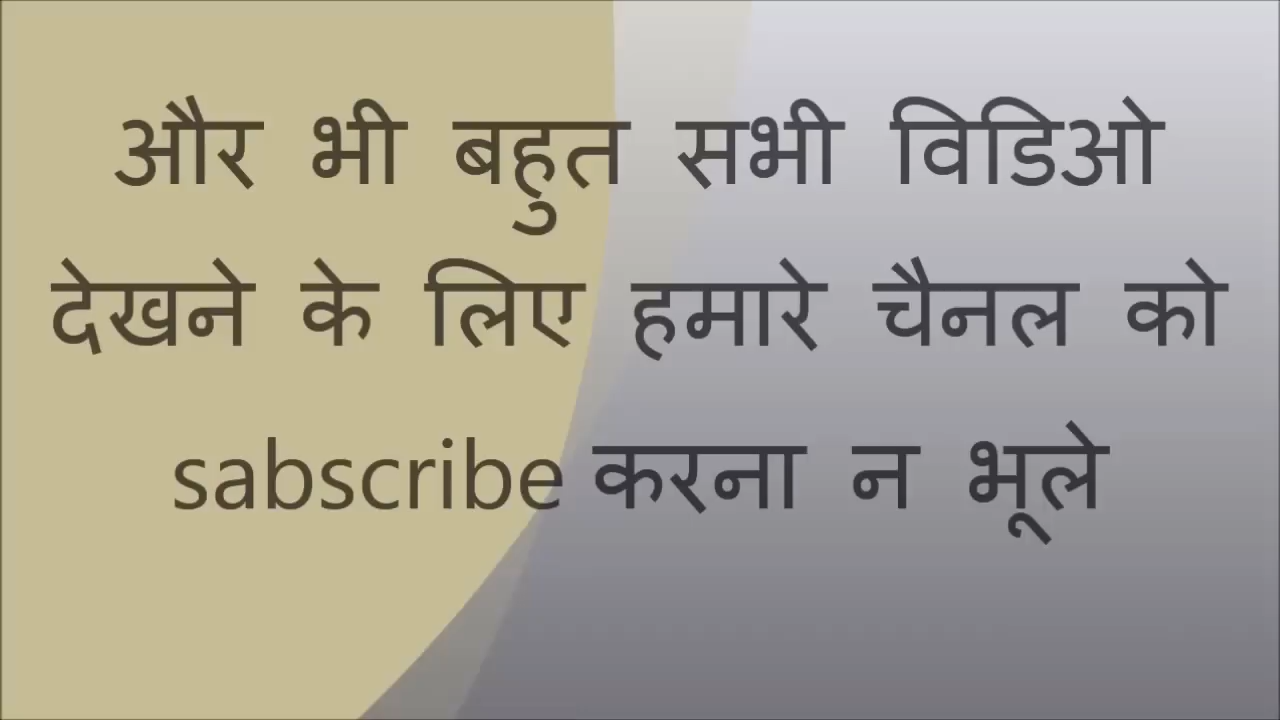 और भी बहुत सभी विडिओ
देखने के लिए हमारे चैनल को
sabscribe करना न भूले